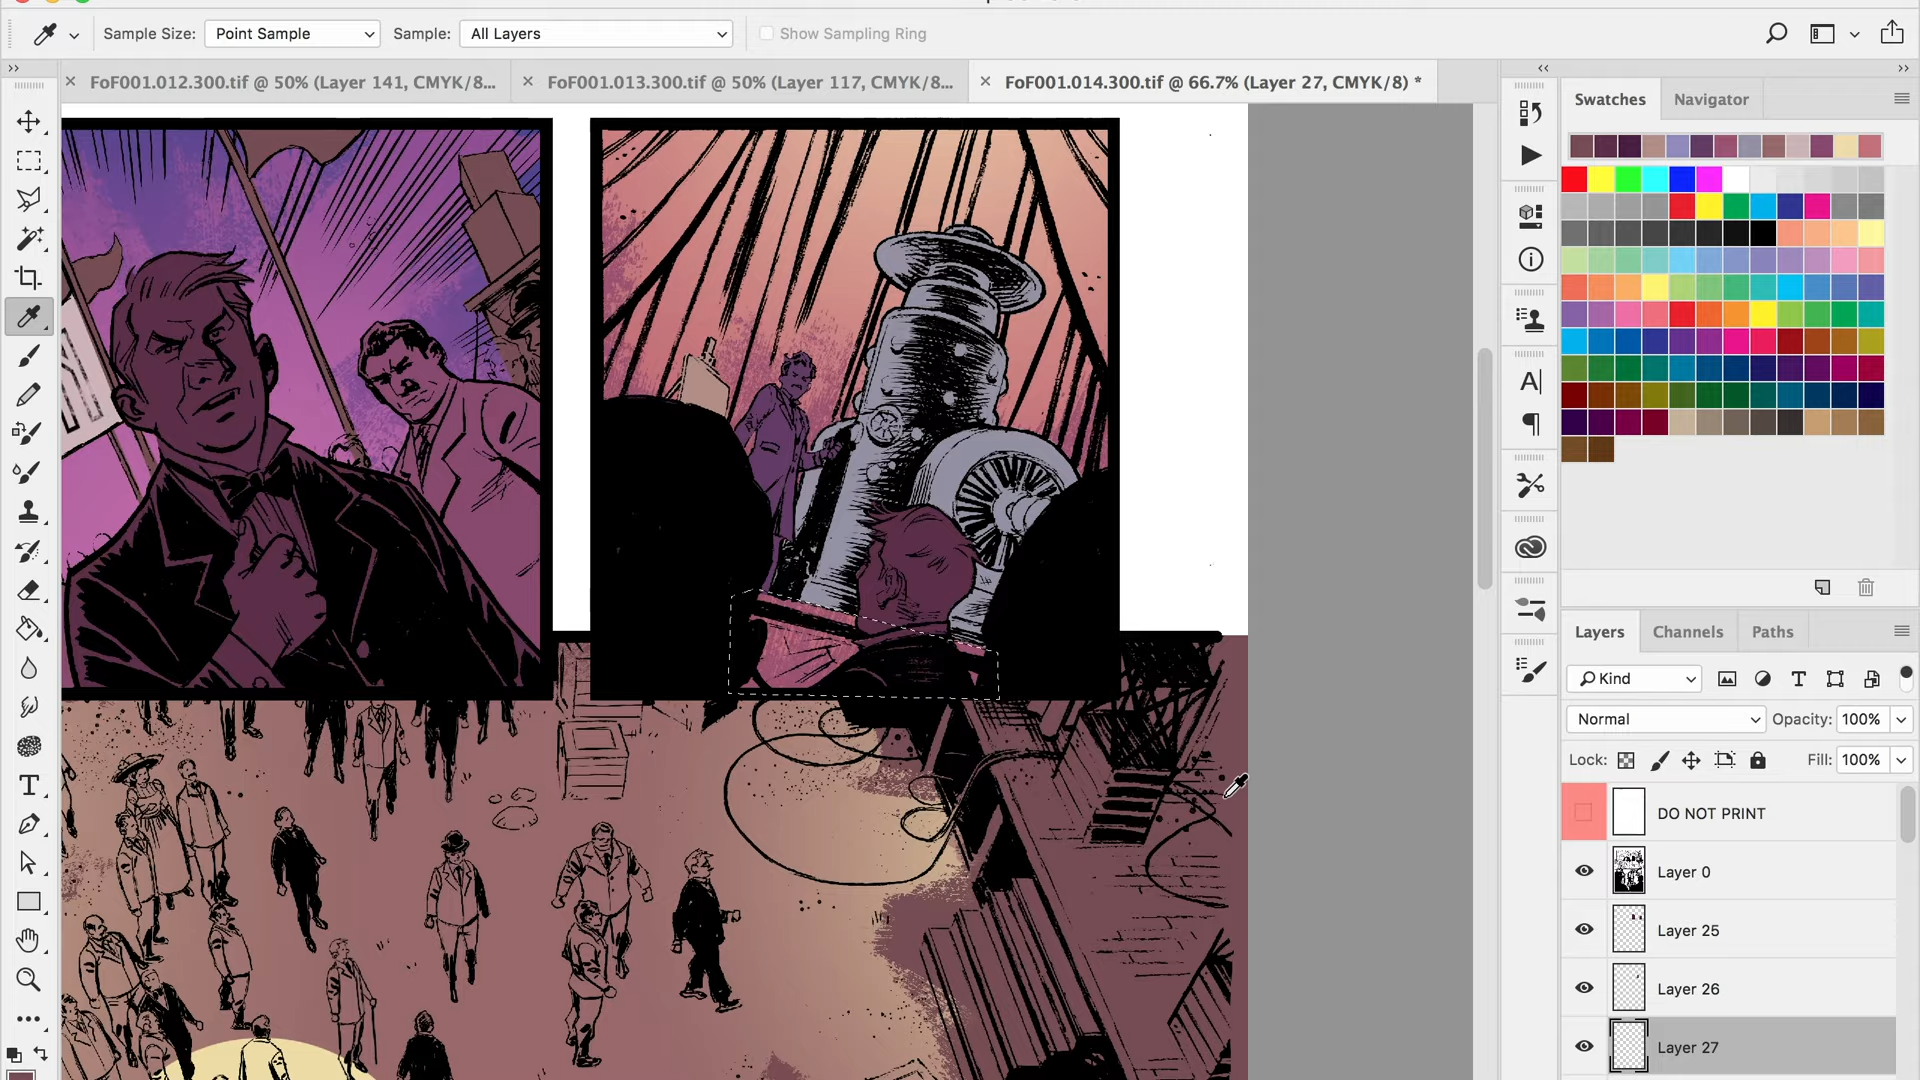 Sample Size: Point Sample Sample: All Layers Show Sampling Ring
FoF001.012.300.tif @ 50% (Layer 141, CMYK/8... FoF001.013.300.tif @ 50% (Layer 117, CMYK/8... FoF001.014.300.tif @ 66.7% (Layer 27, CMYK/8) *
Swatches Navigator
Layers Channels Paths
Kind
Normal Opacity: 100%
Lock: Fill: 100%
DO NOT PRINT
Layer 0
Layer 25
Layer 26
Layer 27